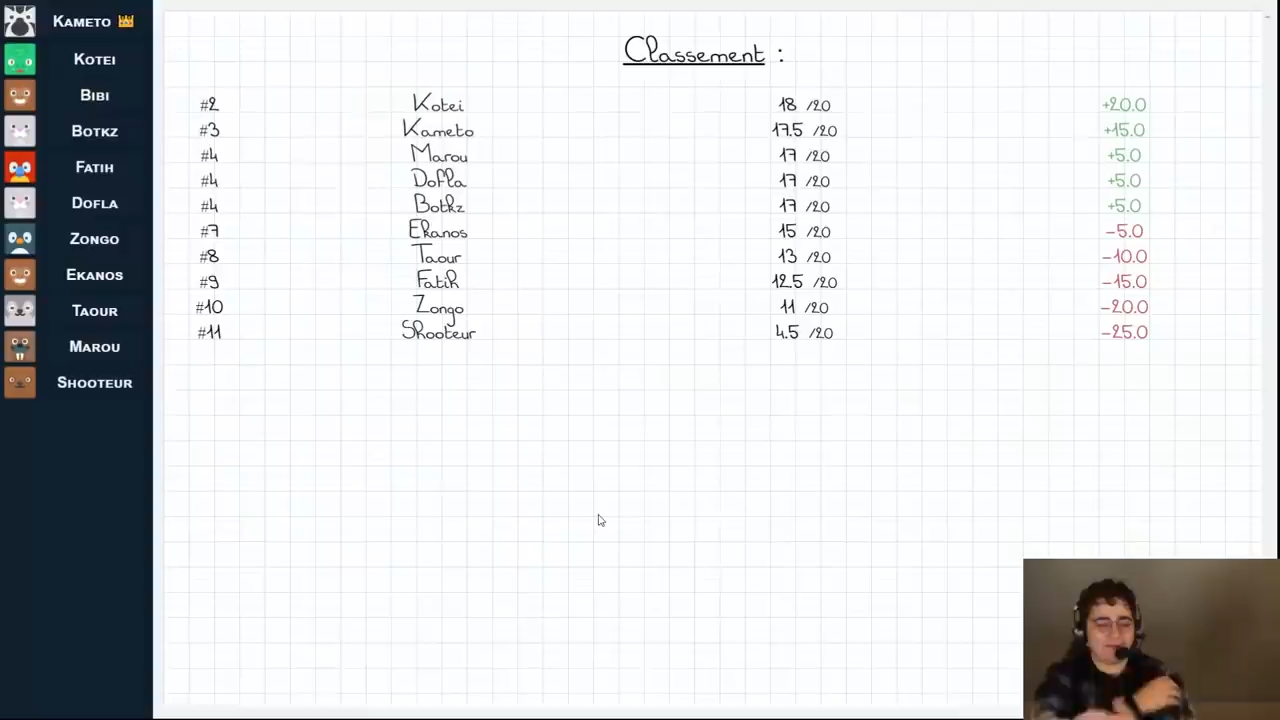 KAMETO
KOTEI
BIBI
BOTKZ
FATIH
DOFLA
ZONGO
EKANOS
TAOUR
MAROU
SHOOTEUR
Classement :
#2 Kotei 18 /20 +20.0
#3 Kameto 17.5 /20 +15.0
#4 Marou 17 /20 +5.0
#4 Dofla 17 /20 +5.0
#4 Botkz 17 /20 +5.0
#7 Ekanos 15 /20 -5.0
#8 Taour 13 /20 -10.0
#9 Fatih 12.5 /20 -15.0
#10 Zongo 11 /20 -20.0
#11 Shooteur 4.5 /20 -25.0